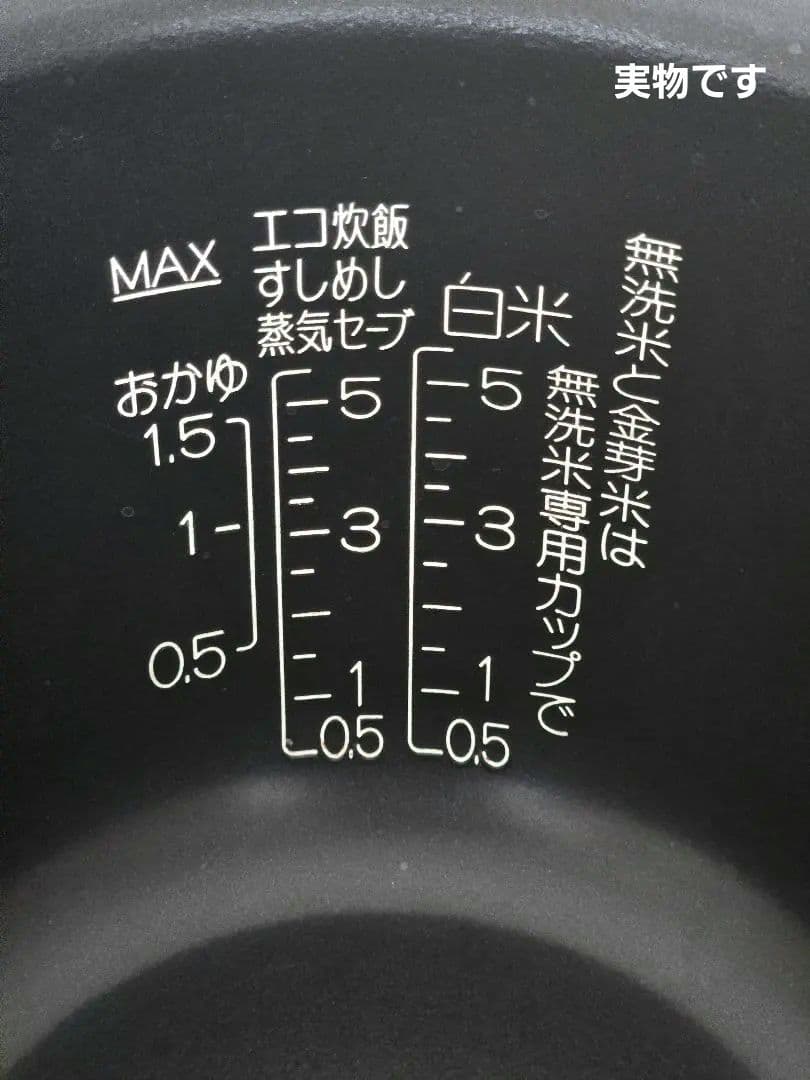 実物です
MAX
おかゆ
1.5
1
0.5
エコ炊飯
すしめし
蒸気セーブ
5
3
1
0.5
白米
5
3
1
0.5
無洗米と金芽米は
無洗米専用カップで